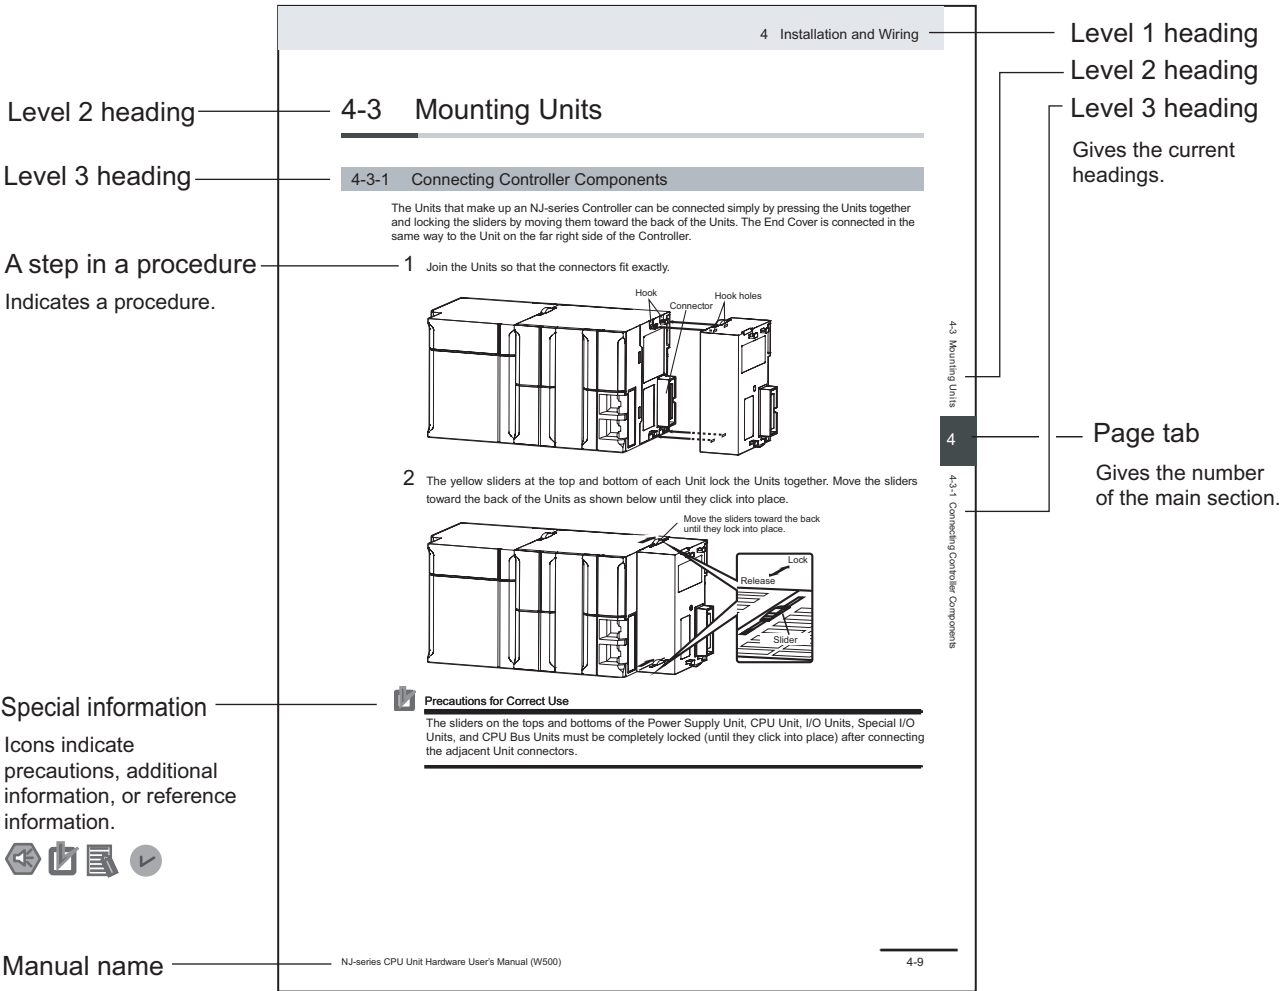 4 Installation and Wiring
Level 1 heading
Level 2 heading
Level 3 heading
Gives the current
headings.
Level 2 heading
4-3 Mounting Units
Level 3 heading
4-3-1 Connecting Controller Components
The Units that make up an NJ-series Controller can be connected simply by pressing the Units together
and locking the sliders by moving them toward the back of the Units. The End Cover is connected in the
same way to the Unit on the far right side of the Controller.
A step in a procedure
Indicates a procedure.
1 Join the Units so that the connectors fit exactly.
Hook
Connector
Hook holes
4-3 Mounting Units
4
Page tab
Gives the number
of the main section.
4-3-1 Connecting Controller Components
2 The yellow sliders at the top and bottom of each Unit lock the Units together. Move the sliders
toward the back of the Units as shown below until they click into place.
Move the sliders toward the back
until they lock into place.
Lock
Release
Slider
Special information
Icons indicate
precautions, additional
information, or reference
information.
Precautions for Correct Use
The sliders on the tops and bottoms of the Power Supply Unit, CPU Unit, I/O Units, Special I/O
Units, and CPU Bus Units must be completely locked (until they click into place) after connecting
the adjacent Unit connectors.
Manual name
NJ-series CPU Unit Hardware User's Manual (W500)
4-9